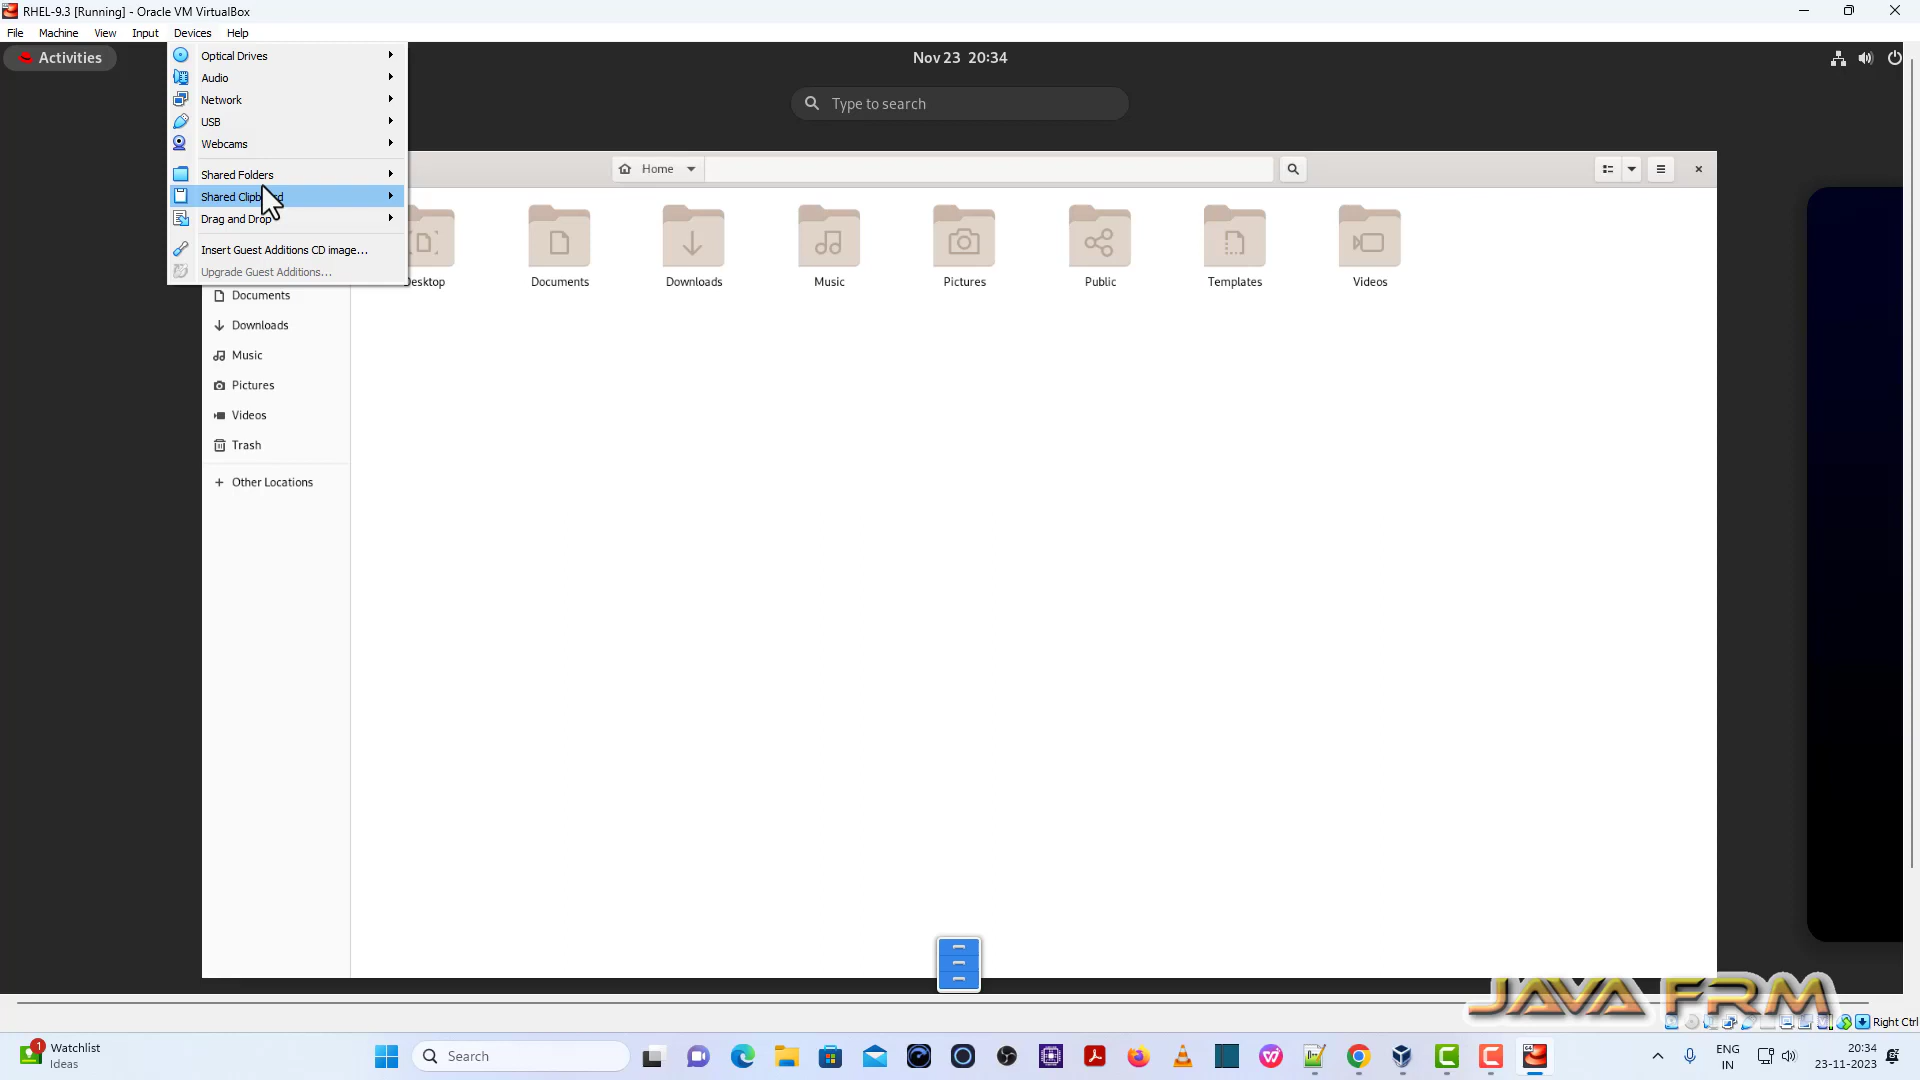 RHEL-9.3 [Running] - Oracle VM VirtualBox
File Machine View Input Devices Help
Activities
Nov 23 20:34
Type to search
Optical Drives
Audio
Network
USB
Webcams
Shared Folders
Drag and Drop
Insert Guest Additions CD image...
Upgrade Guest Additions...
Home
Documents
Downloads
Music
Pictures
Public
Templates
Videos
Documents
Downloads
Music
Pictures
Videos
Trash
+ Other Locations
JAVA FRM
Right Ctrl
1
Watchlist
Ideas
Search
ENG
IN
20:34
23-11-2023